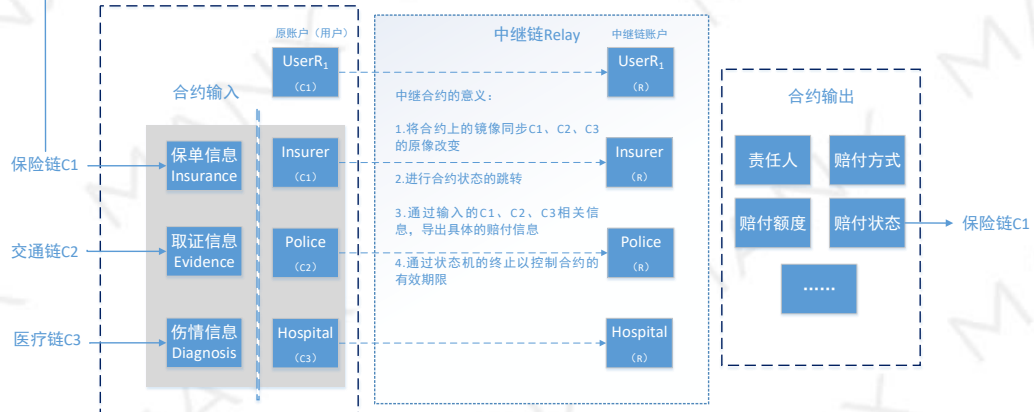 保险链C1
交通链C2
医疗链C3
合约输入
保单信息
Insurance
取证信息
Evidence
伤情信息
Diagnosis
原账户（用户）
UserR₁
（C1）
Insurer
（C1）
Police
（C2）
Hospital
（C3）
中继链Relay
中继链账户
中继合约的意义：
1.将合约上的镜像同步C1、C2、C3
的原像改变
2.进行合约状态的跳转
3.通过输入的C1、C2、C3相关信
息，导出具体的赔付信息
4.通过状态机的终止以控制合约的
有效期限
UserR₁
（R）
Insurer
（R）
Police
（R）
Hospital
（R）
合约输出
责任人
赔付方式
赔付额度
赔付状态
……
保险链C1